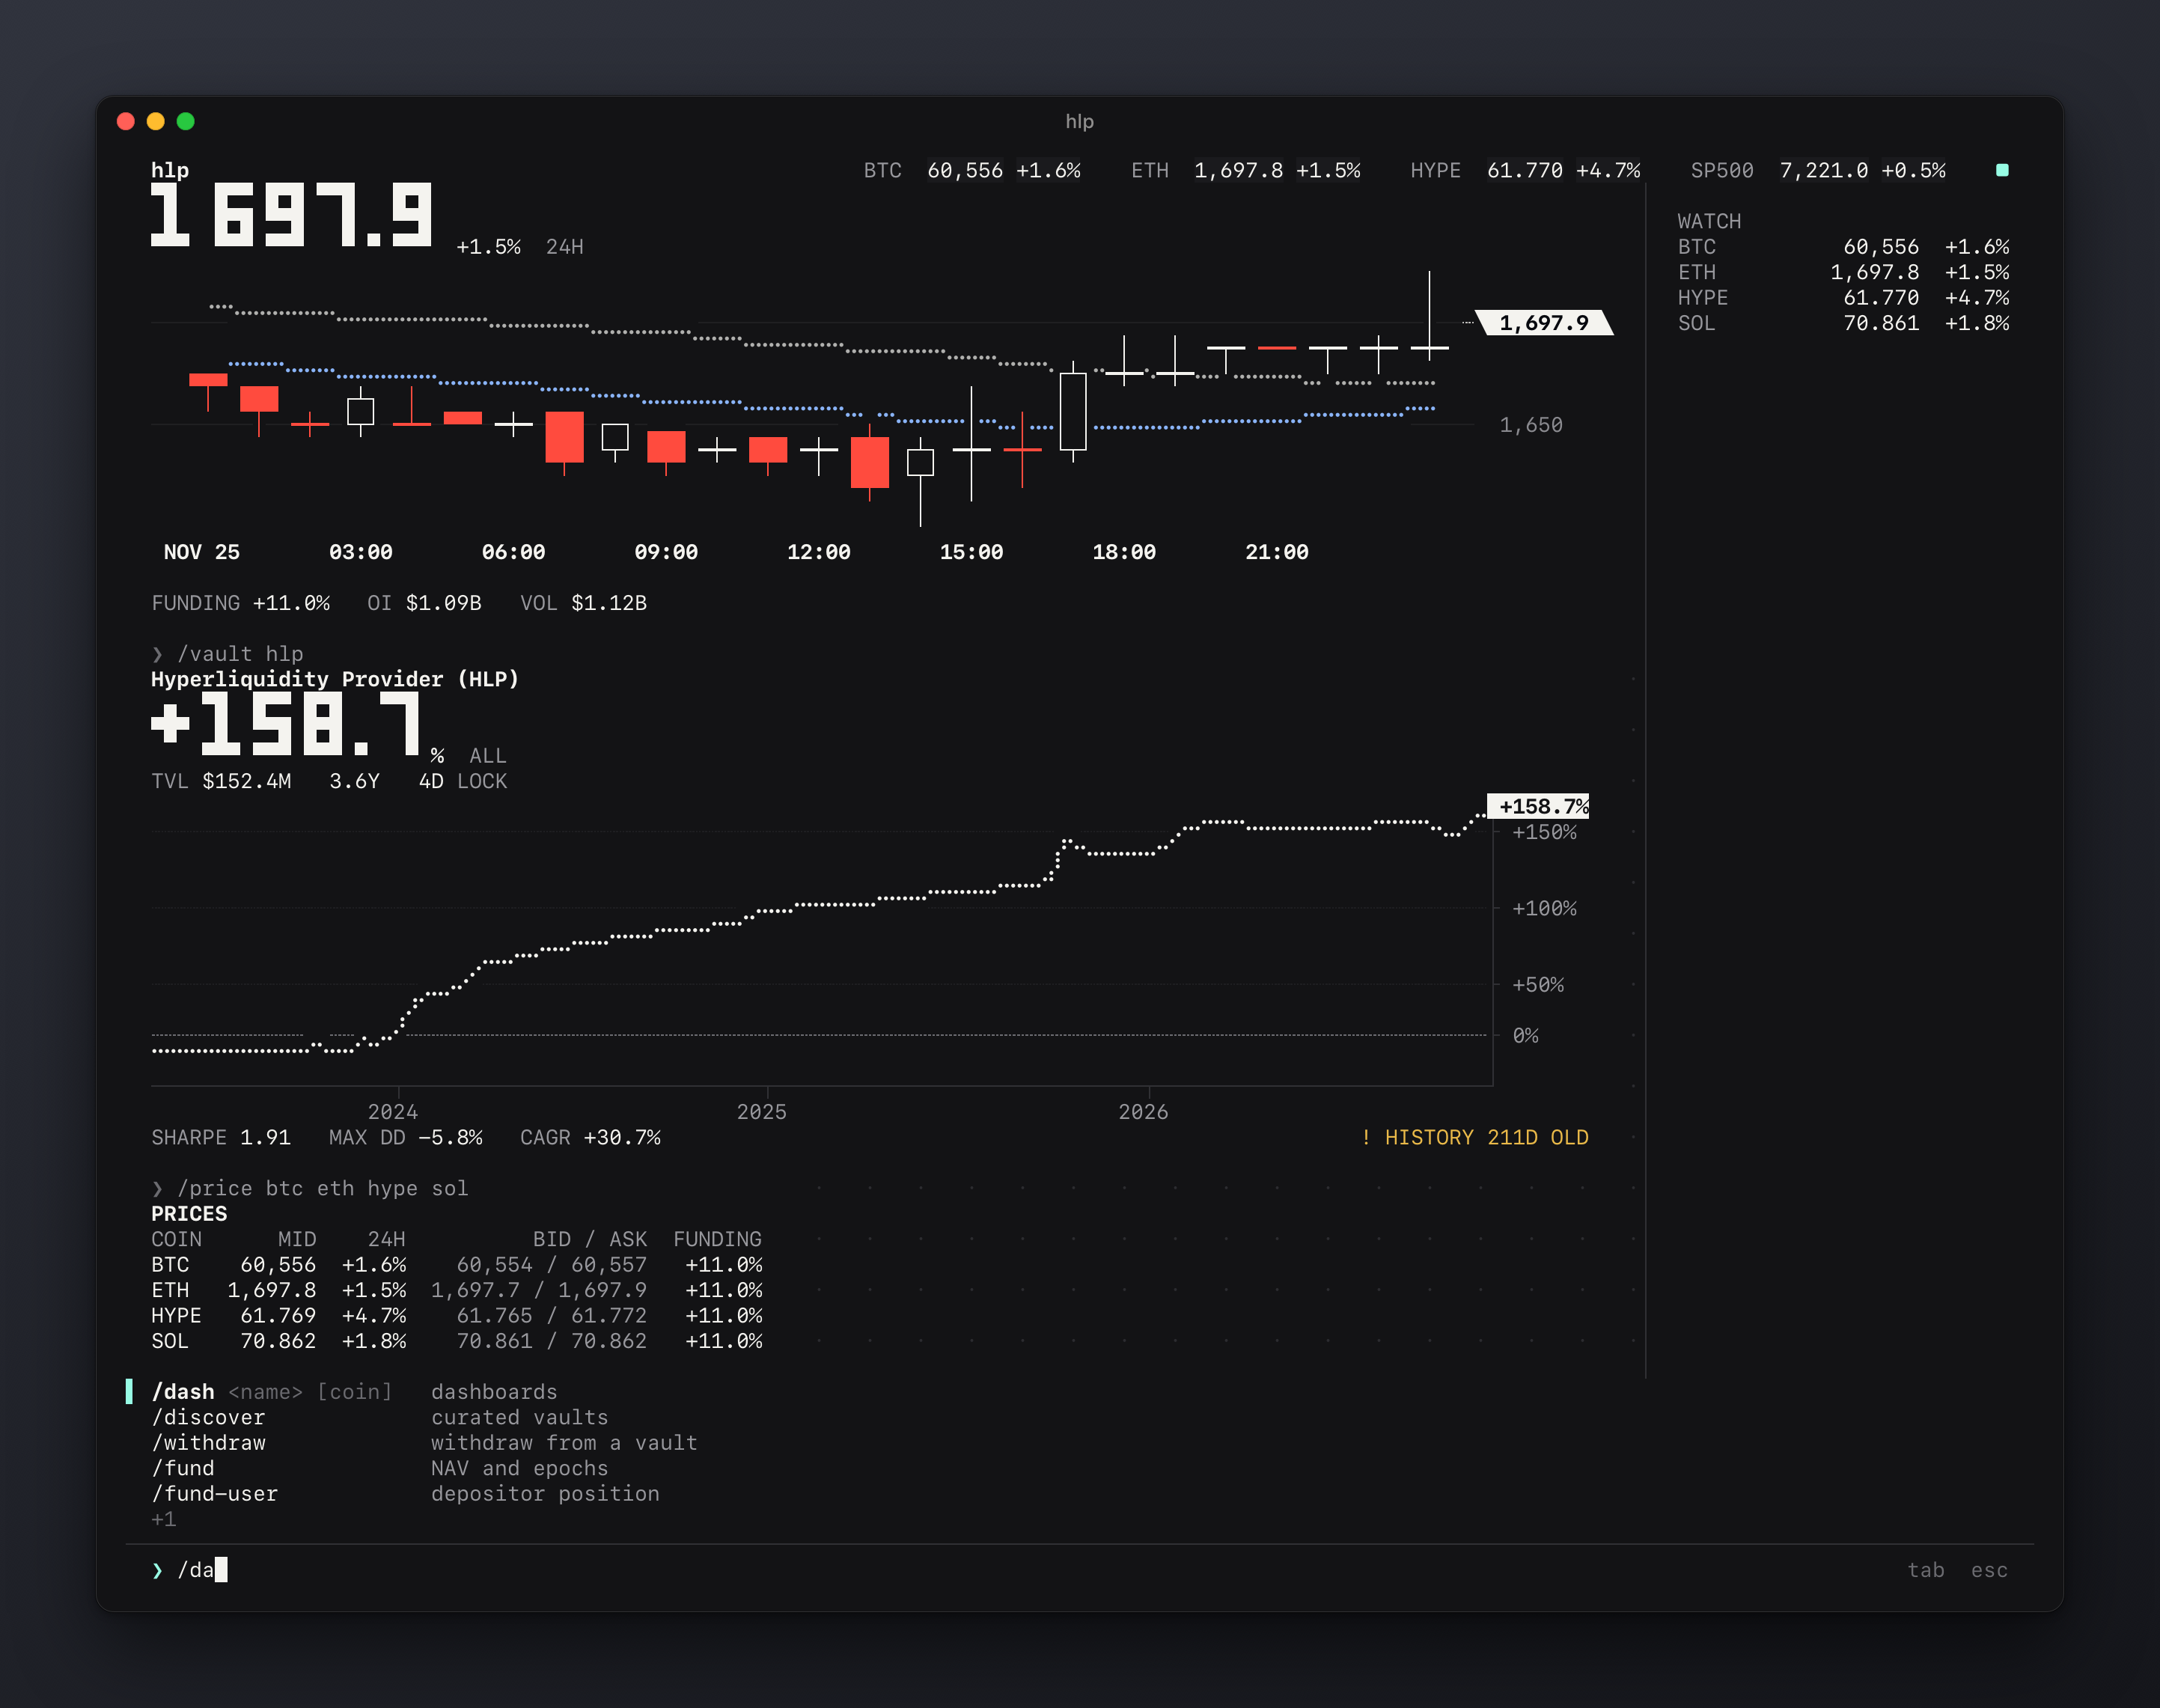 hlp
hlp BTC 60,556 +1.6% ETH 1,697.8 +1.5% HYPE 61.770 +4.7% SP500 7,221.0 +0.5%
1 697.9 +1.5% 24H
WATCH
BTC 60,556 +1.6%
ETH 1,697.8 +1.5%
HYPE 61.770 +4.7%
SOL 70.861 +1.8%
1,697.9
1,650
NOV 25 03:00 06:00 09:00 12:00 15:00 18:00 21:00
FUNDING +11.0% OI $1.09B VOL $1.12B
❯ /vault hlp
Hyperliquidity Provider (HLP)
+158.7 % ALL
TVL $152.4M 3.6Y 4D LOCK
+158.7%
+150%
+100%
+50%
0%
2024 2025 2026
SHARPE 1.91 MAX DD −5.8% CAGR +30.7% ! HISTORY 211D OLD
❯ /price btc eth hype sol
PRICES
COIN MID 24H BID / ASK FUNDING
BTC 60,556 +1.6% 60,554 / 60,557 +11.0%
ETH 1,697.8 +1.5% 1,697.7 / 1,697.9 +11.0%
HYPE 61.769 +4.7% 61.765 / 61.772 +11.0%
SOL 70.862 +1.8% 70.861 / 70.862 +11.0%
/dash <name> [coin] dashboards
/discover curated vaults
/withdraw withdraw from a vault
/fund NAV and epochs
/fund-user depositor position
+1
❯ /da tab esc